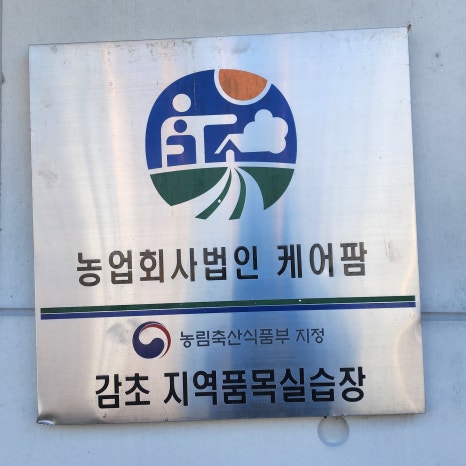 농업회사법인 케어팜
농림축산식품부 지정
감초 지역품목실습장